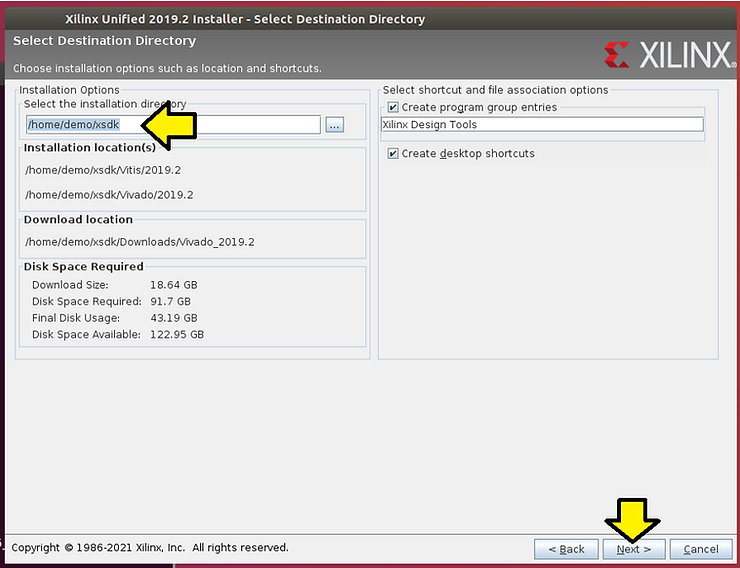 Xilinx Unified 2019.2 Installer - Select Destination Directory
Select Destination Directory
Choose installation options such as location and shortcuts.
XILINX
Installation Options
Select the installation directory
/home/demo/xsdk
...
Installation location(s)
/home/demo/xsdk/Vitis/2019.2
/home/demo/xsdk/Vivado/2019.2
Download location
/home/demo/xsdk/Downloads/Vivado_2019.2
Disk Space Required
Download Size: 18.64 GB
Disk Space Required: 91.7 GB
Final Disk Usage: 43.19 GB
Disk Space Available: 122.95 GB
Select shortcut and file association options
Create program group entries
Xilinx Design Tools
Create desktop shortcuts
Copyright © 1986-2021 Xilinx, Inc. All rights reserved.
< Back
Next >
Cancel